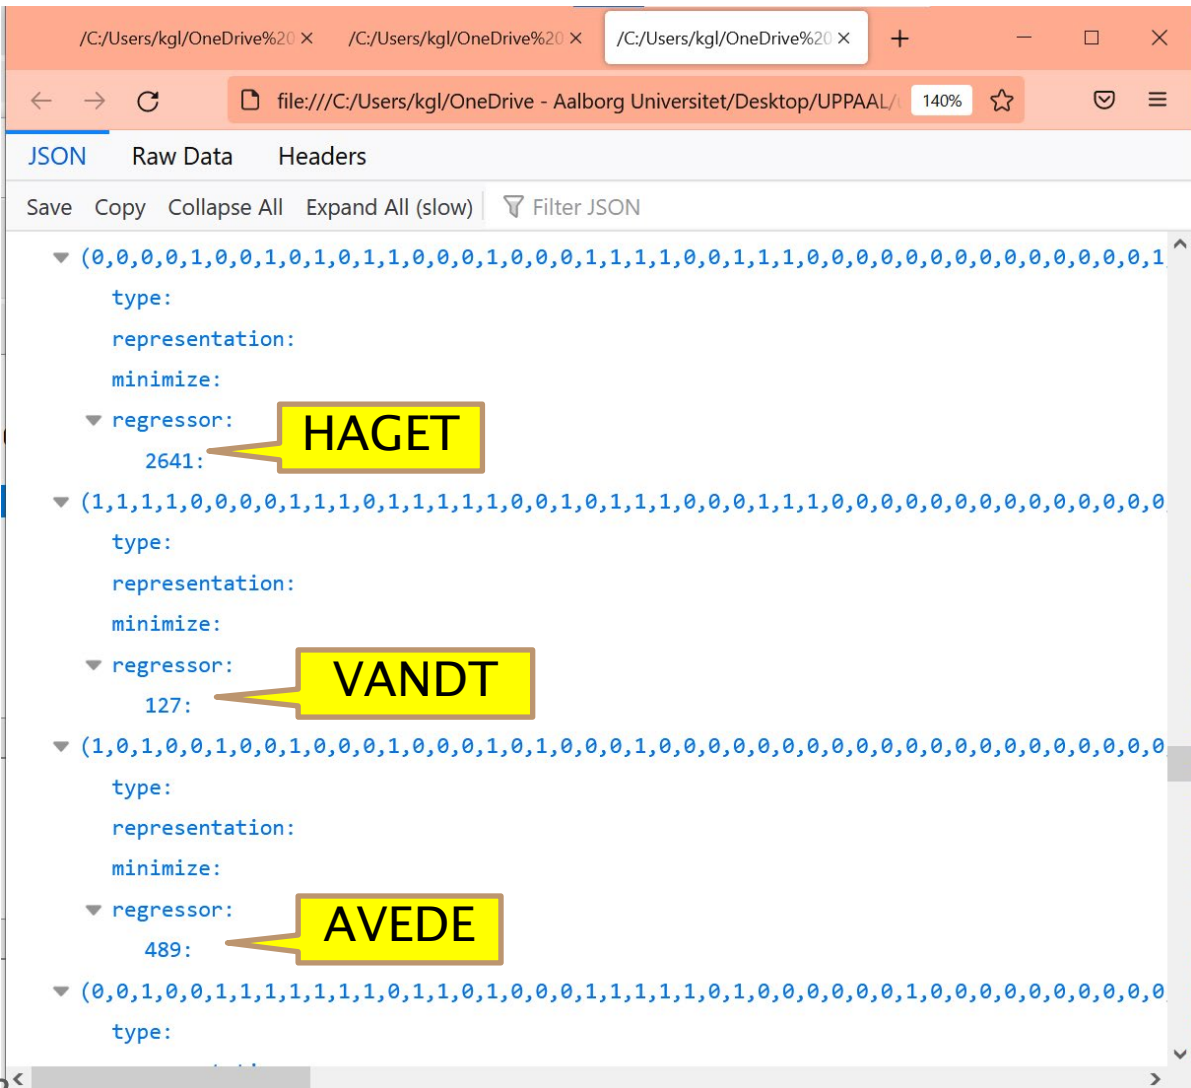 /C:/Users/kgl/OneDrive%20 /C:/Users/kgl/OneDrive%20 /C:/Users/kgl/OneDrive%20
file:///C:/Users/kgl/OneDrive - Aalborg Universitet/Desktop/UPPAAL/ 140%
JSON Raw Data Headers
Save Copy Collapse All Expand All (slow) Filter JSON
(0,0,0,0,1,0,0,1,0,1,0,1,1,0,0,0,1,0,0,0,1,1,1,1,0,0,1,1,1,0,0,0,0,0,0,0,0,0,0,0,0,0,0,1,
type:
representation:
minimize:
regressor:
HAGET
2641:
(1,1,1,1,0,0,0,0,1,1,1,0,1,1,1,1,1,0,0,1,0,1,1,1,0,0,0,1,1,1,0,0,0,0,0,0,0,0,0,0,0,0,0,0
type:
representation:
minimize:
regressor:
VANDT
127:
(1,0,1,0,0,1,0,0,1,0,0,0,1,0,0,0,1,0,1,0,0,0,1,0,0,0,0,0,0,0,0,0,0,0,0,0,0,0,0,0,0,0,0,0
type:
representation:
minimize:
regressor:
AVEDE
489:
(0,0,1,0,0,1,1,1,1,1,1,1,0,1,1,0,1,0,0,0,1,1,1,1,1,0,1,0,0,0,0,0,0,1,0,0,0,0,0,0,0,0,0,0
type: